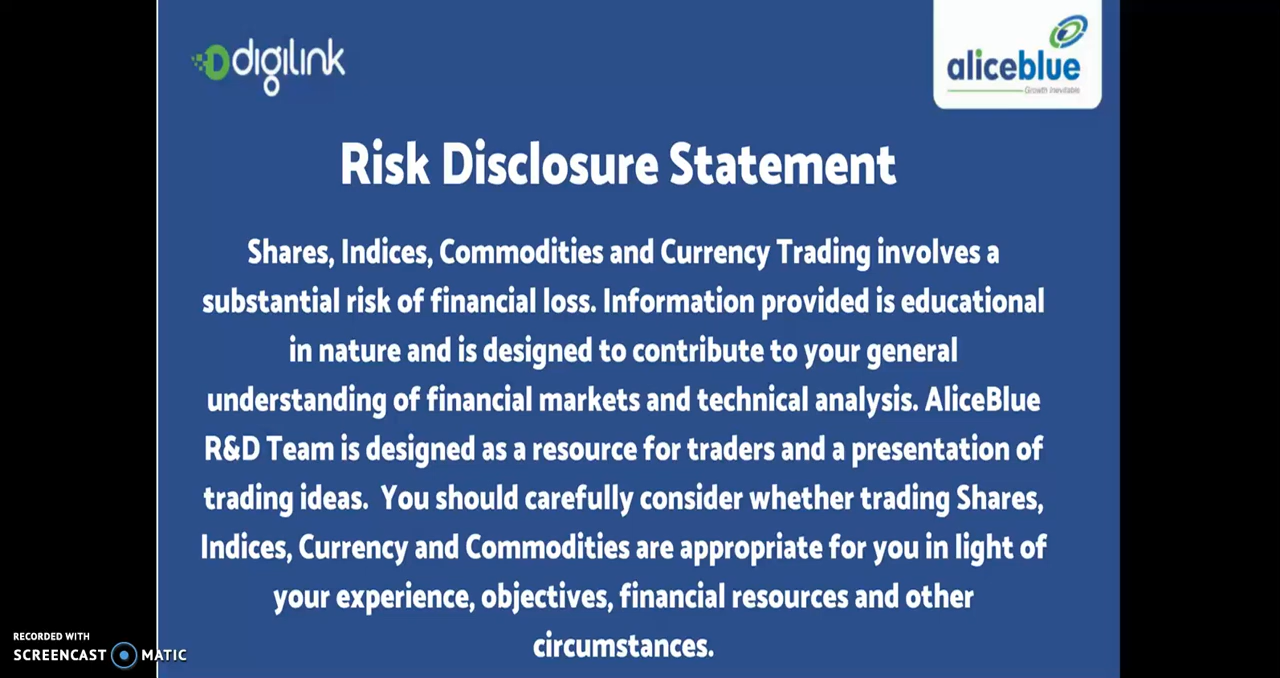 digilink
aliceblue
Growth Inevitable
Risk Disclosure Statement
Shares, Indices, Commodities and Currency Trading involves a
substantial risk of financial loss. Information provided is educational
in nature and is designed to contribute to your general
understanding of financial markets and technical analysis. AliceBlue
R&D Team is designed as a resource for traders and a presentation of
trading ideas.  You should carefully consider whether trading Shares,
Indices, Currency and Commodities are appropriate for you in light of
your experience, objectives, financial resources and other
circumstances.
RECORDED WITH
SCREENCAST MATIC